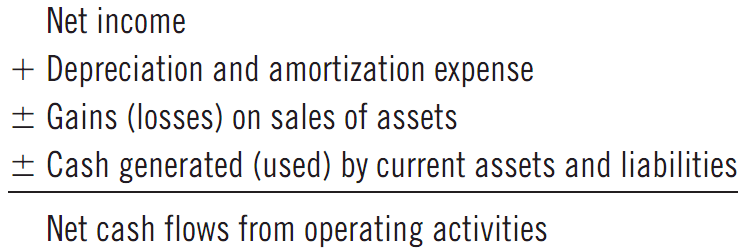 Net income
+ Depreciation and amortization expense
± Gains (losses) on sales of assets
± Cash generated (used) by current assets and liabilities
Net cash flows from operating activities